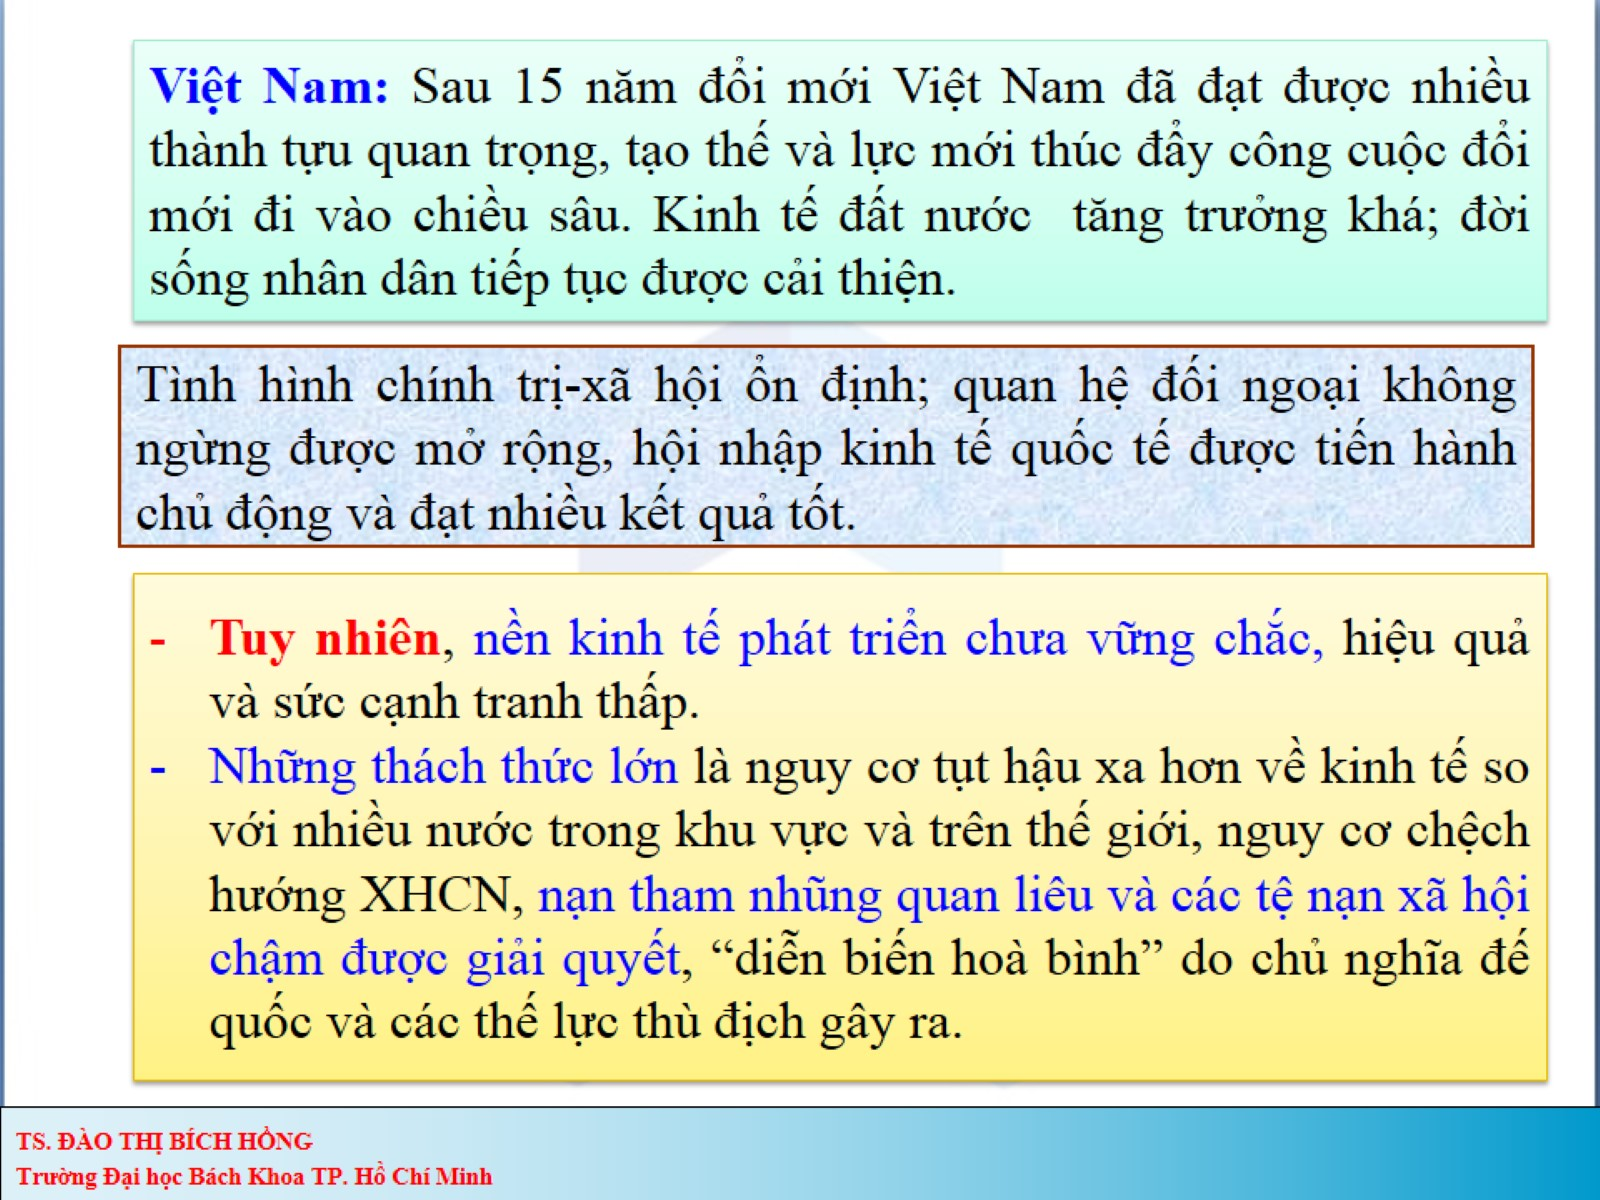 Việt Nam: Sau 15 năm đổi mới Việt Nam đã đạt được nhiều
thành tựu quan trọng, tạo thế và lực mới thúc đẩy công cuộc đổi
mới đi vào chiều sâu. Kinh tế đất nước tăng trưởng khá; đời
sống nhân dân tiếp tục được cải thiện.
Tình hình chính trị-xã hội ổn định; quan hệ đối ngoại không
ngừng được mở rộng, hội nhập kinh tế quốc tế được tiến hành
chủ động và đạt nhiều kết quả tốt.
- Tuy nhiên, nền kinh tế phát triển chưa vững chắc, hiệu quả
và sức cạnh tranh thấp.
- Những thách thức lớn là nguy cơ tụt hậu xa hơn về kinh tế so
với nhiều nước trong khu vực và trên thế giới, nguy cơ chệch
hướng XHCN, nạn tham nhũng quan liêu và các tệ nạn xã hội
chậm được giải quyết, “diễn biến hoà bình” do chủ nghĩa đế
quốc và các thế lực thù địch gây ra.
TS. ĐÀO THỊ BÍCH HỒNG
Trường Đại học Bách Khoa TP. Hồ Chí Minh